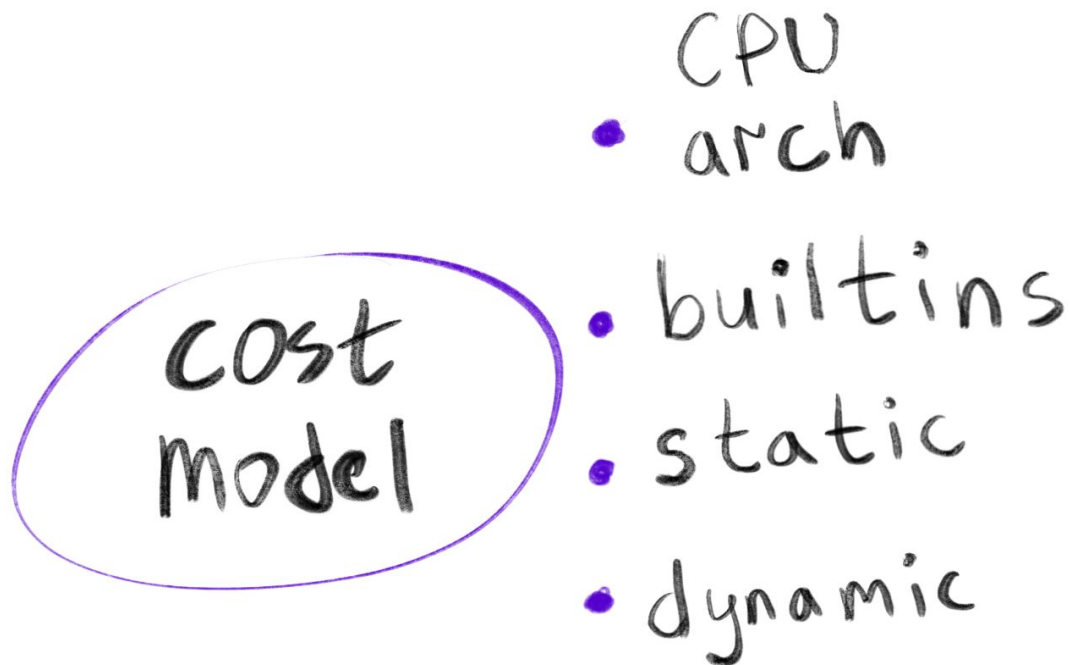 cost
model
CPU
arch
builtins
static
dynamic